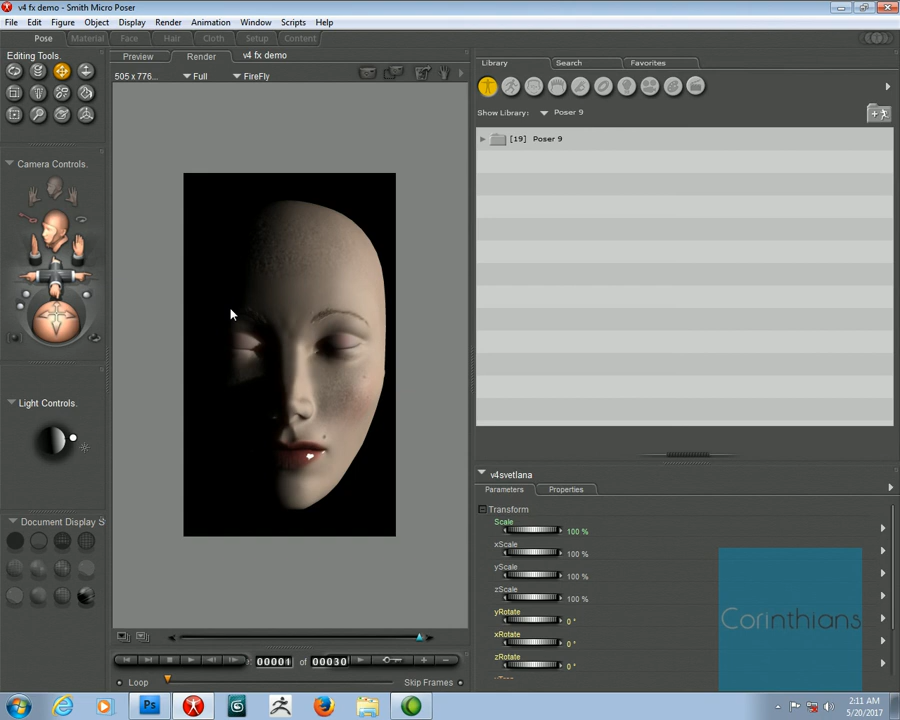 v4 fx demo - Smith Micro Poser
File Edit Figure Object Display Render Animation Window Scripts Help
Pose Material Face Hair Cloth Setup Content
Editing Tools.
Preview Render v4 fx demo
505 x 776... Full FireFly
Library Search Favorites
Show Library: Poser 9
[19] Poser 9
Camera Controls.
Light Controls.
Document Display S
v4svetlana
Parameters Properties
Transform
Scale
100 %
xScale
100 %
yScale
100 %
zScale
100 %
yRotate
0 °
xRotate
0 °
zRotate
0 °
Corinthians
00001 of 00030
Loop Skip Frames
Ps
2:11 AM
5/20/2017